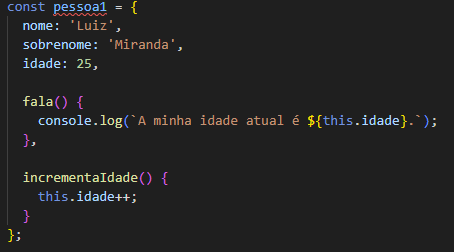 const pessoa1 = {
  nome: 'Luiz',
  sobrenome: 'Miranda',
  idade: 25,

  fala() {
    console.log(`A minha idade atual é ${this.idade}.`);
  },

  incrementaIdade() {
    this.idade++;
  }
};